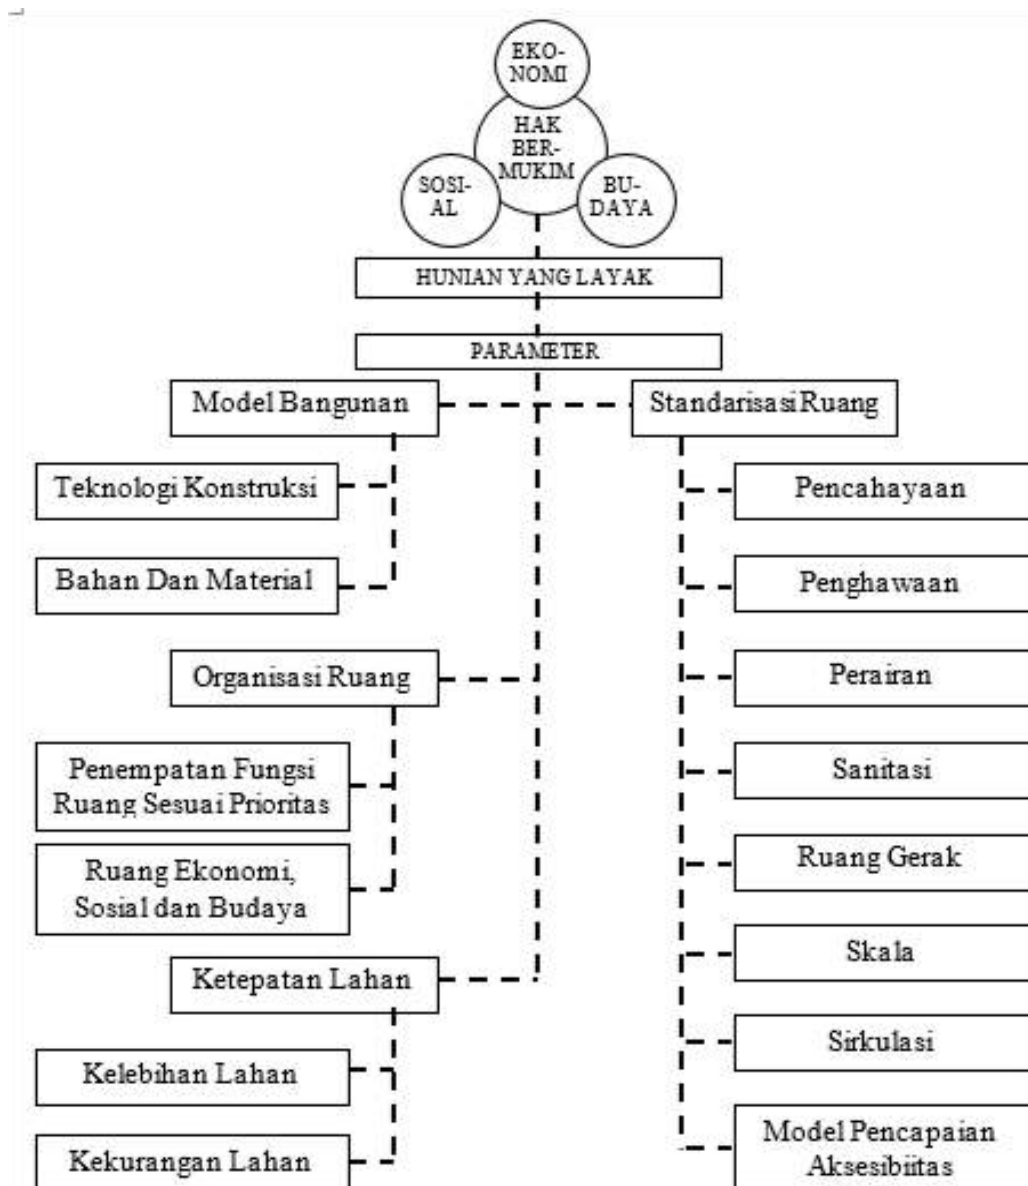 EKO-
NOMI
HAK
BER-
MUKIM
SOSI-
AL
BU-
DAYA
HUNIAN YANG LAYAK
PARAMETER
Model Bangunan
Standarisasi Ruang
Teknologi Konstruksi
Pencahayaan
Bahan Dan Material
Penghawaan
Organisasi Ruang
Perairan
Penempatan Fungsi
Ruang Sesuai Prioritas
Sanitasi
Ruang Ekonomi,
Sosial dan Budaya
Ruang Gerak
Ketepatan Lahan
Skala
Kelebihan Lahan
Sirkulasi
Kekurangan Lahan
Model Pencapaian
Aksesibiitas